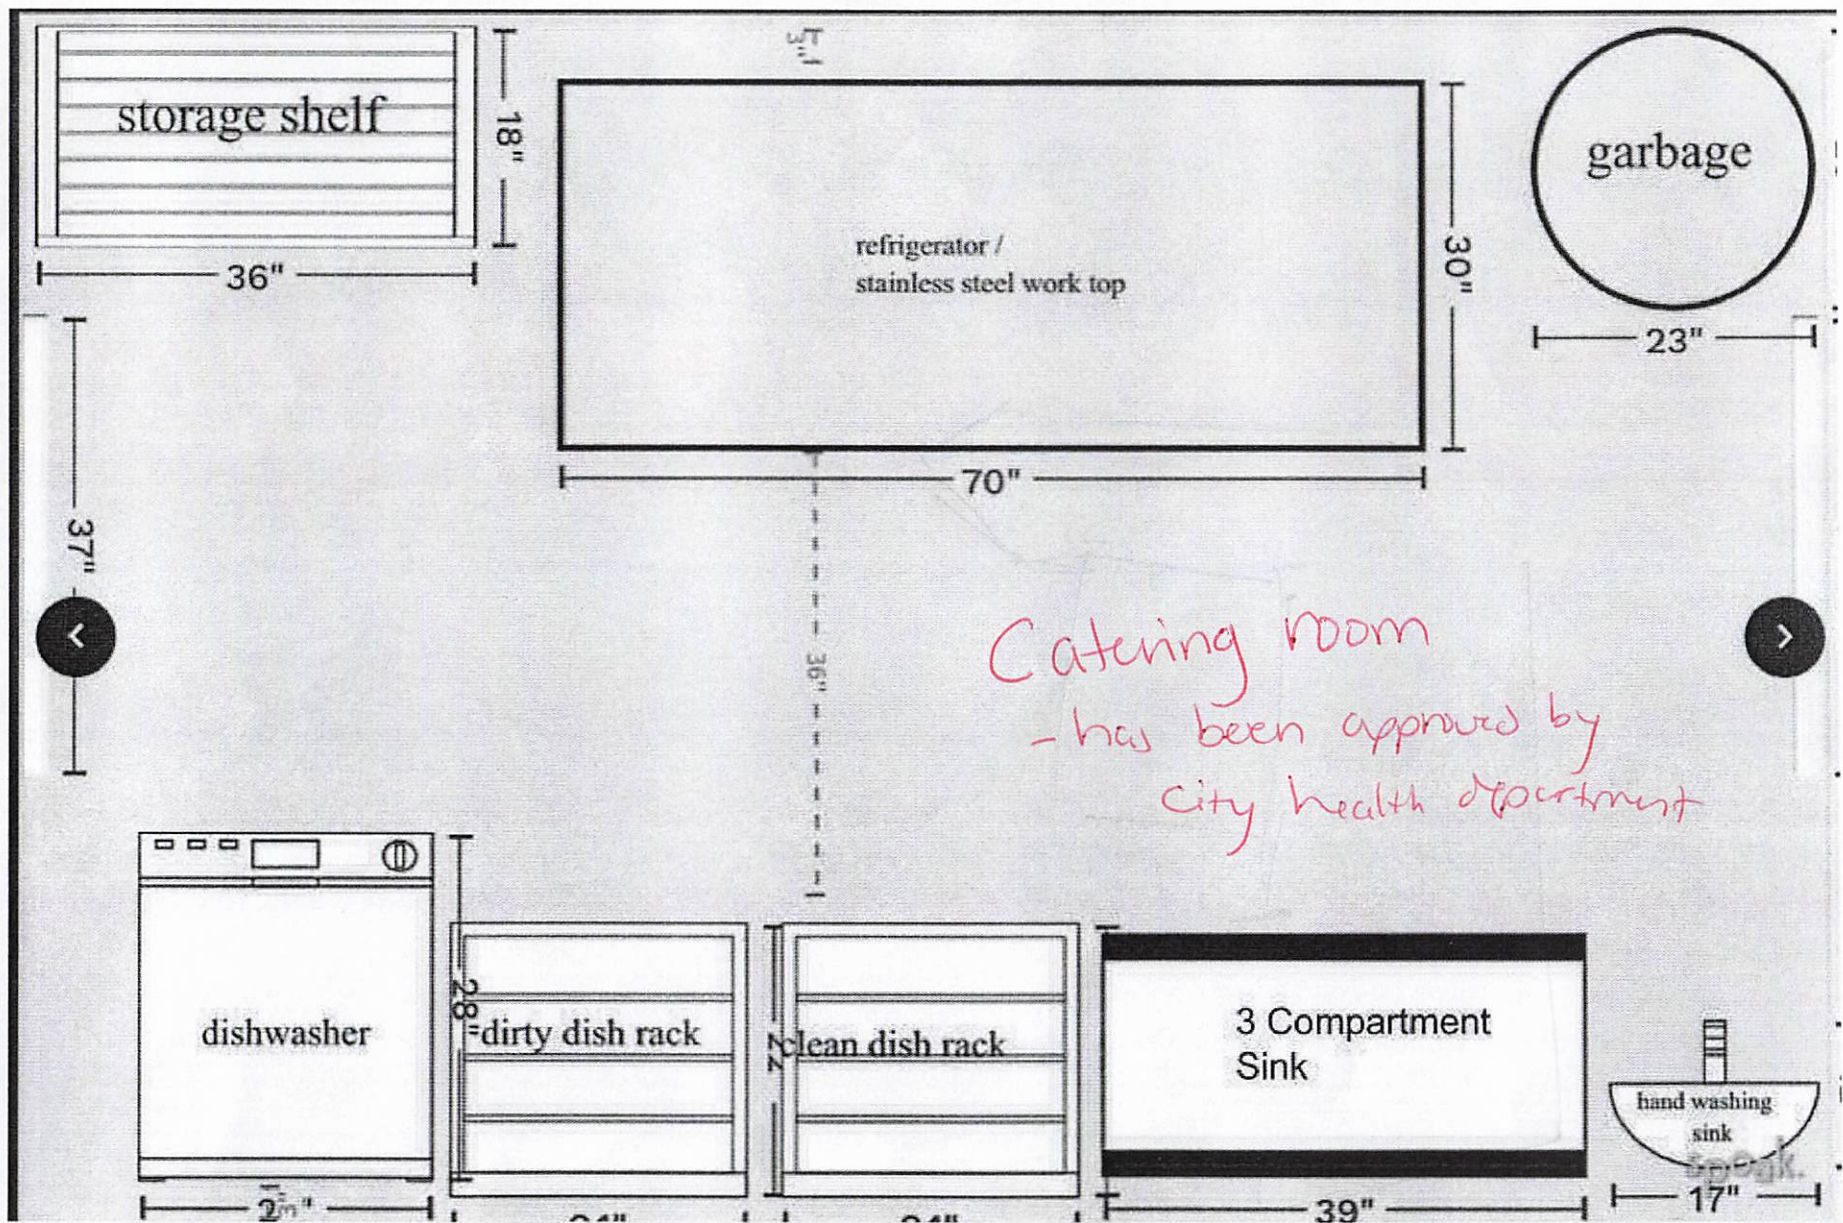 3"
storage shelf
18"
36"
refrigerator /
stainless steel work top
30"
70"
garbage
23"
37"
36"
Catering room
- has been approved by
city health department
dishwasher
28"
dirty dish rack
clean dish rack
3 Compartment
Sink
hand washing
sink
39"
17"